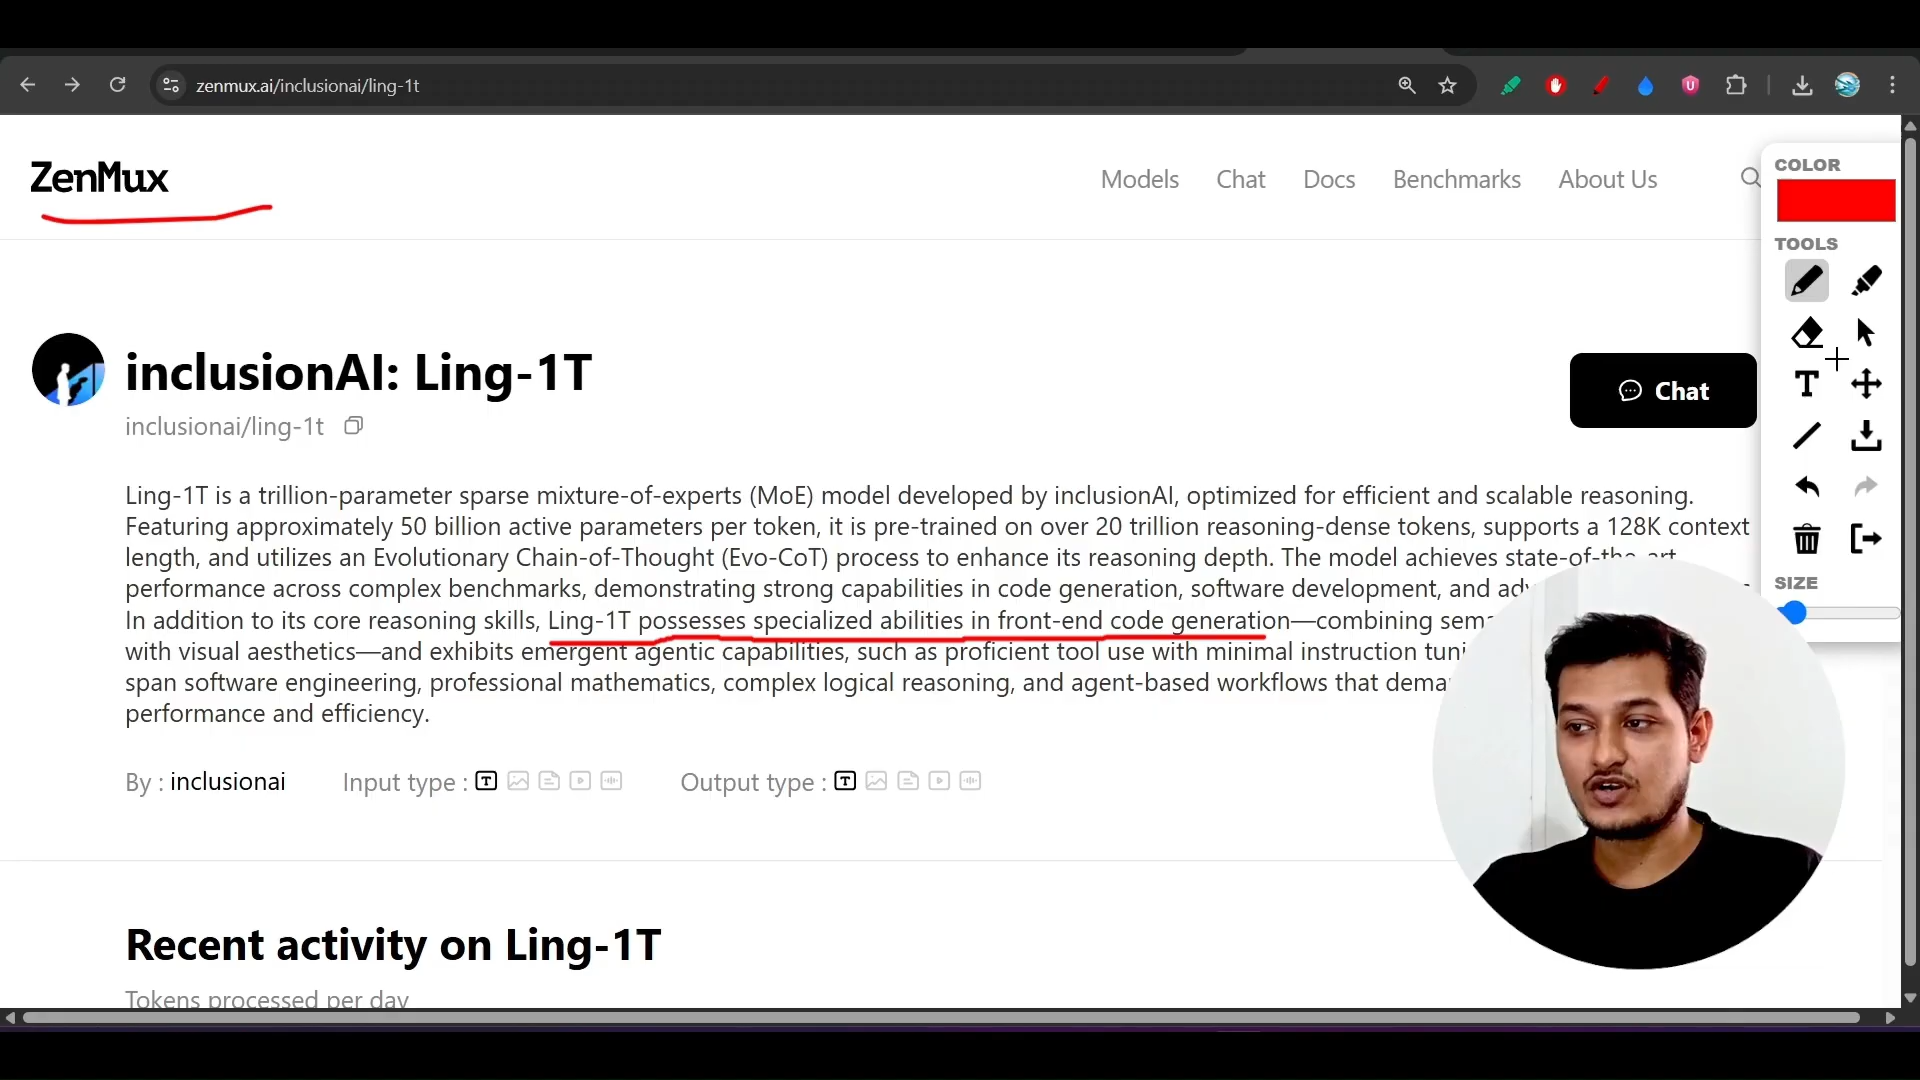 zenmux.ai/inclusionai/ling-1t
ZenMux
Models Chat Docs Benchmarks About Us
COLOR
TOOLS
inclusionAI: Ling-1T
Chat
inclusionai/ling-1t
Ling-1T is a trillion-parameter sparse mixture-of-experts (MoE) model developed by inclusionAI, optimized for efficient and scalable reasoning.
Featuring approximately 50 billion active parameters per token, it is pre-trained on over 20 trillion reasoning-dense tokens, supports a 128K context
length, and utilizes an Evolutionary Chain-of-Thought (Evo-CoT) process to enhance its reasoning depth. The model achieves state-of-the-art
performance across complex benchmarks, demonstrating strong capabilities in code generation, software development, and
In addition to its core reasoning skills, Ling-1T possesses specialized abilities in front-end code generation—combining
with visual aesthetics—and exhibits emergent agentic capabilities, such as proficient tool use with minimal instruction
span software engineering, professional mathematics, complex logical reasoning, and agent-based workflows that
performance and efficiency.
SIZE
By : inclusionai Input type : T Output type : T
Recent activity on Ling-1T
Tokens processed per day